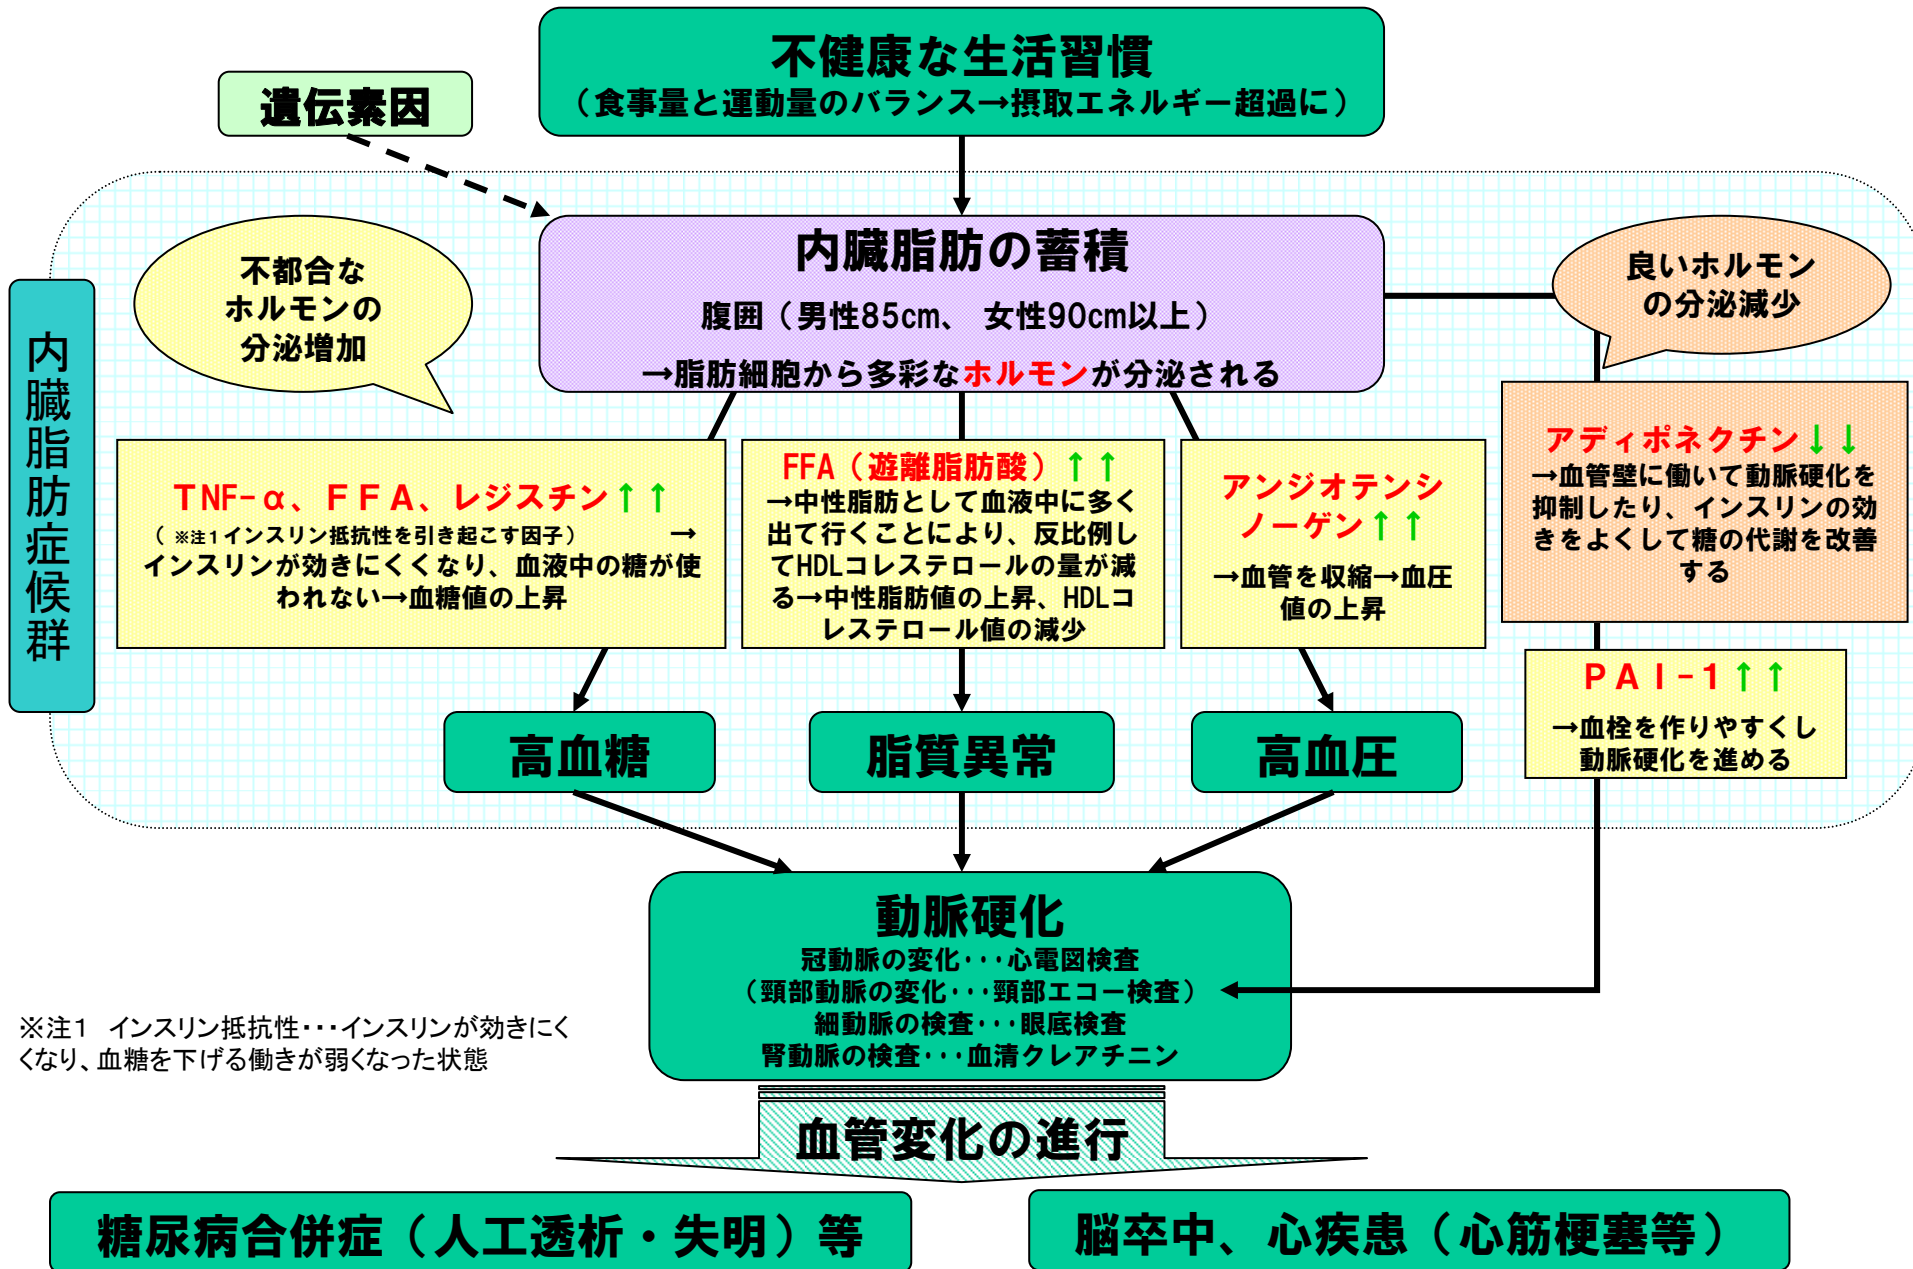 不健康な生活習慣
（食事量と運動量のバランス→摂取エネルギー超過に）
遺伝素因
内臓脂肪症候群
不都合な
ホルモンの
分泌増加
内臓脂肪の蓄積
腹囲（男性85cm、 女性90cm以上）
→脂肪細胞から多彩なホルモンが分泌される
良いホルモン
の分泌減少
ＴNF-α、ＦＦＡ、レジスチン↑↑
（ ※注1 インスリン抵抗性を引き起こす因子） →
インスリンが効きにくくなり、血液中の糖が使
われない→血糖値の上昇
FFA（遊離脂肪酸）↑↑
→中性脂肪として血液中に多く
出て行くことにより、反比例し
てHDLコレステロールの量が減
る→中性脂肪値の上昇、HDLコ
レステロール値の減少
アンジオテンシ
ノーゲン↑↑
→血管を収縮→血圧
値の上昇
アディポネクチン↓↓
→血管壁に働いて動脈硬化を
抑制したり、インスリンの効
きをよくして糖の代謝を改善
する
ＰＡＩ-１↑↑
→血栓を作りやすくし
動脈硬化を進める
高血糖
脂質異常
高血圧
動脈硬化
冠動脈の変化･･･心電図検査
（頸部動脈の変化･･･頸部エコー検査）
細動脈の検査･･･眼底検査
腎動脈の検査･･･血清クレアチニン
※注１ インスリン抵抗性･･･インスリンが効きにく
くなり、血糖を下げる働きが弱くなった状態
血管変化の進行
糖尿病合併症（人工透析・失明）等
脳卒中、心疾患（心筋梗塞等）